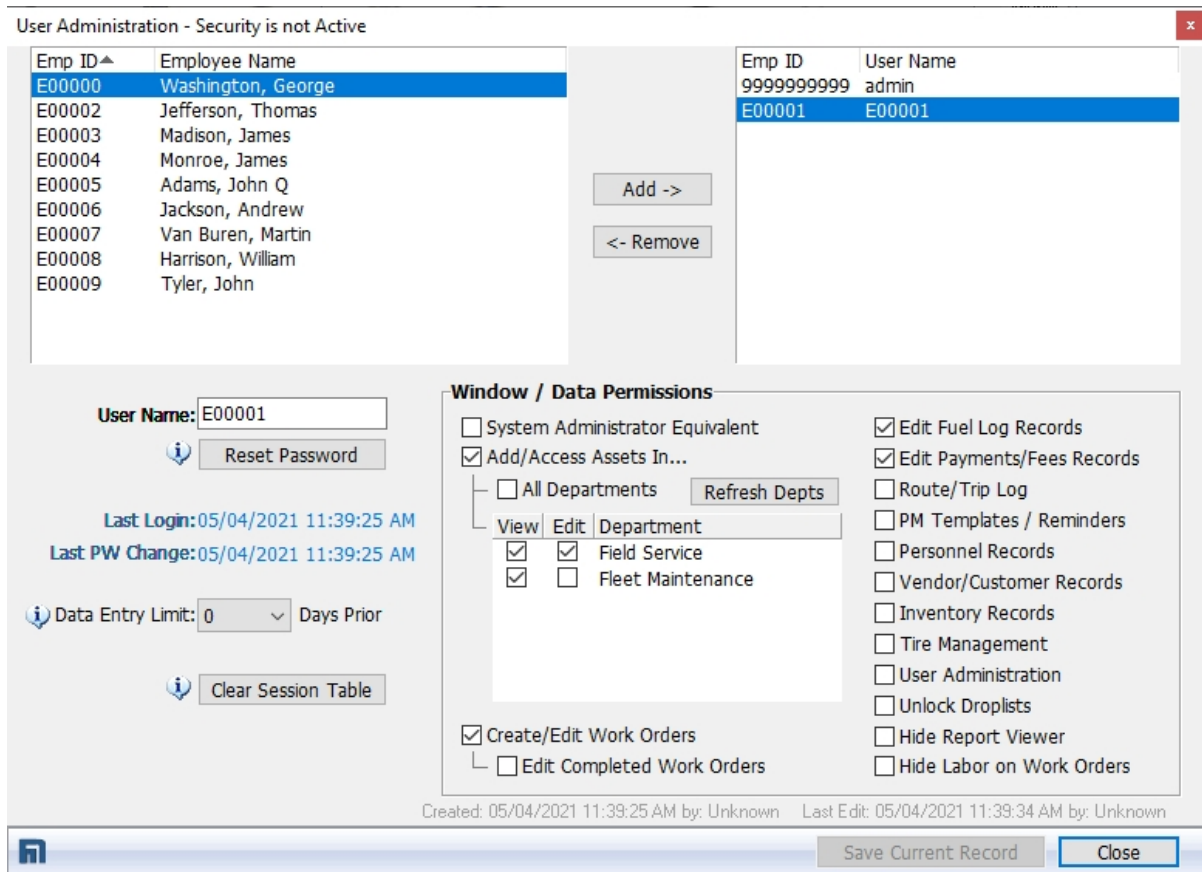 User Administration - Security is not Active
x
Emp ID Employee Name
E00000 Washington, George
E00002 Jefferson, Thomas
E00003 Madison, James
E00004 Monroe, James
E00005 Adams, John Q
E00006 Jackson, Andrew
E00007 Van Buren, Martin
E00008 Harrison, William
E00009 Tyler, John
Add ->
<- Remove
Emp ID User Name
9999999999 admin
E00001 E00001
User Name: E00001
Reset Password
Last Login: 05/04/2021 11:39:25 AM
Last PW Change: 05/04/2021 11:39:25 AM
Data Entry Limit: 0 Days Prior
Clear Session Table
Window / Data Permissions
System Administrator Equivalent
Add/Access Assets In...
All Departments Refresh Depts
View Edit Department
Field Service
Fleet Maintenance
Create/Edit Work Orders
Edit Completed Work Orders
Edit Fuel Log Records
Edit Payments/Fees Records
Route/Trip Log
PM Templates / Reminders
Personnel Records
Vendor/Customer Records
Inventory Records
Tire Management
User Administration
Unlock Droplists
Hide Report Viewer
Hide Labor on Work Orders
Created: 05/04/2021 11:39:25 AM by: Unknown Last Edit: 05/04/2021 11:39:34 AM by: Unknown
Save Current Record Close